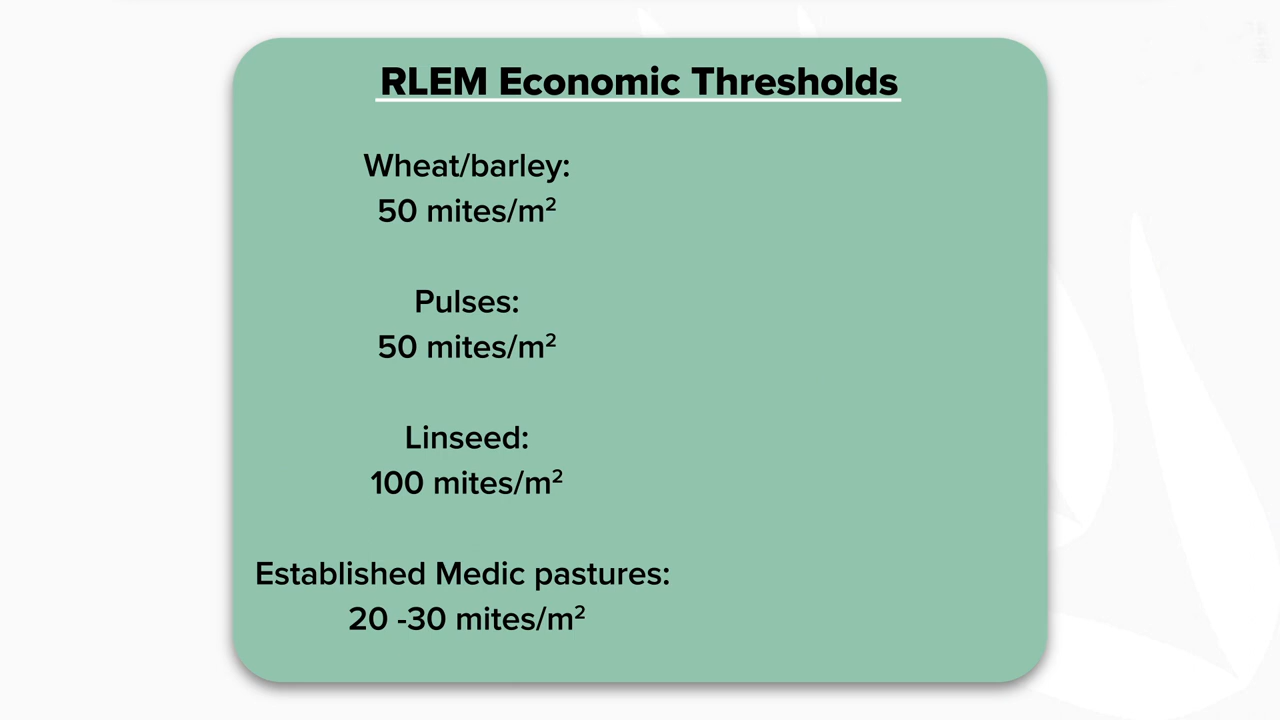 RLEM Economic Thresholds
Wheat/barley:
50 mites/m²
Pulses:
50 mites/m²
Linseed:
100 mites/m²
Established Medic pastures:
20 -30 mites/m²